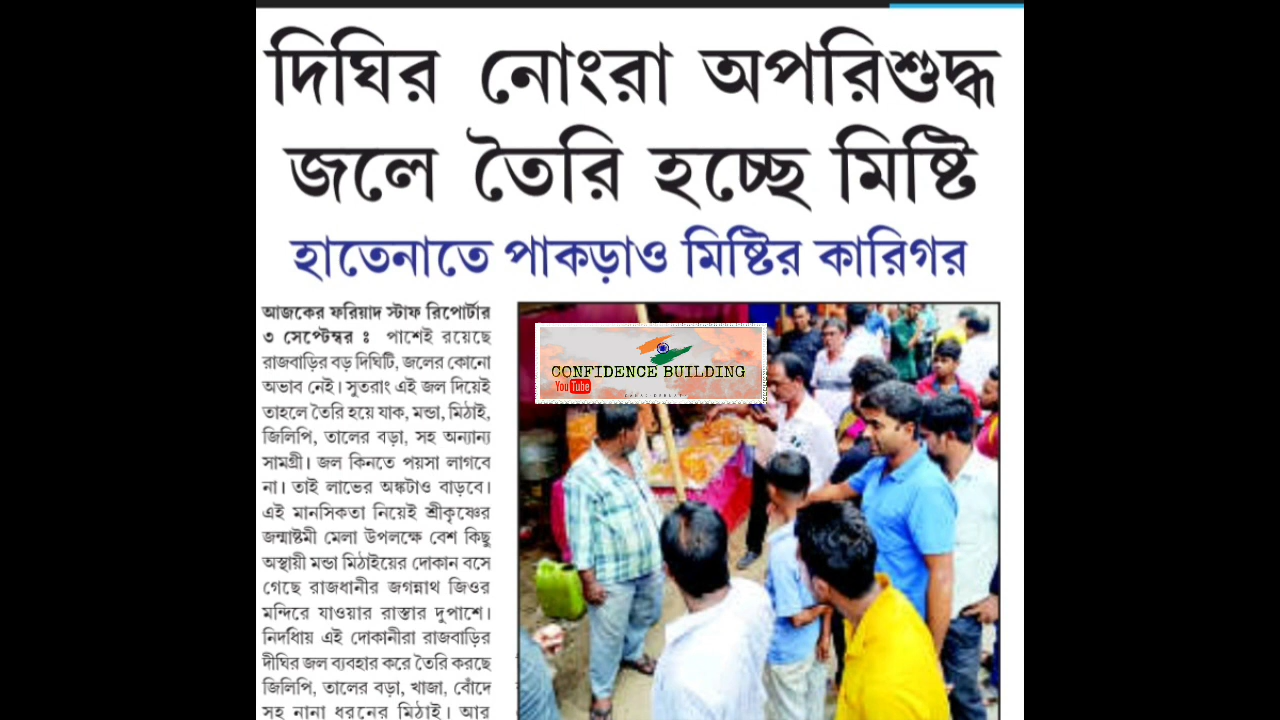 দিঘির নোংরা অপরিশুদ্ধ
জলে তৈরি হচ্ছে মিষ্টি
হাতেনাতে পাকড়াও মিষ্টির কারিগর
আজকের ফরিয়াদ স্টাফ রিপোর্টার
৩ সেপ্টেম্বর ঃ পাশেই রয়েছে
রাজবাড়ির বড় দিঘিটি, জলের কোনো
অভাব নেই। সুতরাং এই জল দিয়েই
তাহলে তৈরি হয়ে যাক, মন্ডা, মিঠাই,
জিলিপি, তালের বড়া, সহ অন্যান্য
সামগ্রী। জল কিনতে পয়সা লাগবে
না। তাই লাভের অঙ্কটাও বাড়বে।
এই মানসিকতা নিয়েই শ্রীকৃষ্ণের
জন্মাষ্টমী মেলা উপলক্ষে বেশ কিছু
অস্থায়ী মন্ডা মিঠাইয়ের দোকান বসে
গেছে রাজধানীর জগন্নাথ জিওর
মন্দিরে যাওয়ার রাস্তার দুপাশে।
নির্দ্বিধায় এই দোকানীরা রাজবাড়ির
দীঘির জল ব্যবহার করে তৈরি করছে
জিলিপি, তালের বড়া, খাজা, বোঁদে
সহ নানা ধরনের মিঠাই। আর
CONFIDENCE BUILDING
YouTube